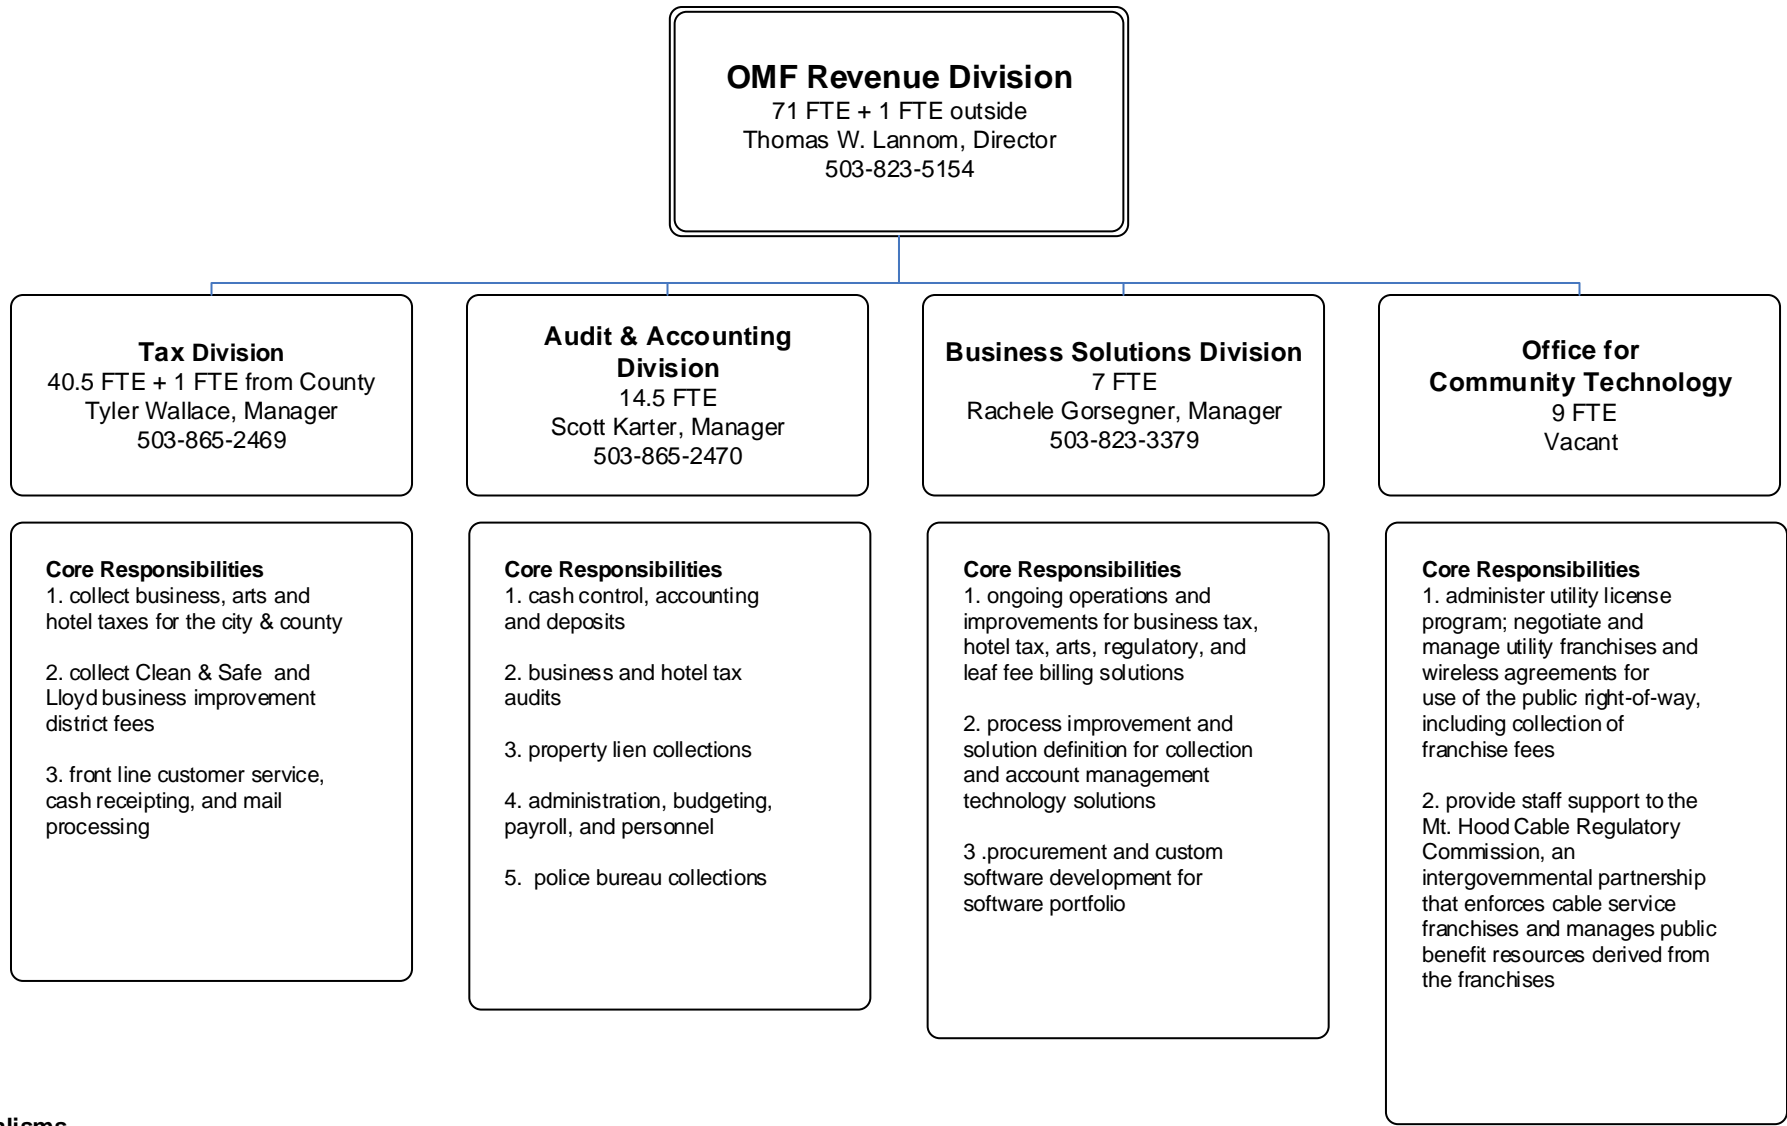 OMF Revenue Division
71 FTE + 1 FTE outside
Thomas W. Lannom, Director
503-823-5154
Tax Division
40.5 FTE + 1 FTE from County
Tyler Wallace, Manager
503-865-2469
Audit & Accounting
Division
14.5 FTE
Scott Karter, Manager
503-865-2470
Business Solutions Division
7 FTE
Rachele Gorsegner, Manager
503-823-3379
Office for
Community Technology
9 FTE
Vacant
Core Responsibilities
1. collect business, arts and
hotel taxes for the city & county
2. collect Clean & Safe and
Lloyd business improvement
district fees
3. front line customer service,
cash receipting, and mail
processing
Core Responsibilities
1. cash control, accounting
and deposits
2. business and hotel tax
audits
3. property lien collections
4. administration, budgeting,
payroll, and personnel
5. police bureau collections
Core Responsibilities
1. ongoing operations and
improvements for business tax,
hotel tax, arts, regulatory, and
leaf fee billing solutions
2. process improvement and
solution definition for collection
and account management
technology solutions
3 .procurement and custom
software development for
software portfolio
Core Responsibilities
1. administer utility license
program; negotiate and
manage utility franchises and
wireless agreements for
use of the public right-of-way,
including collection of
franchise fees
2. provide staff support to the
Mt. Hood Cable Regulatory
Commission, an
intergovernmental partnership
that enforces cable service
franchises and manages public
benefit resources derived from
the franchises